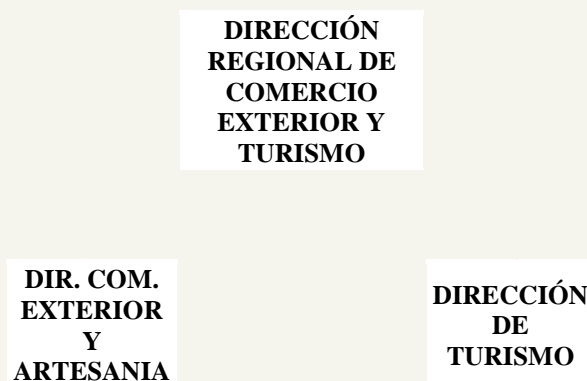 DIRECCIÓN
REGIONAL DE
COMERCIO
EXTERIOR Y
TURISMO
DIR. COM.
EXTERIOR
Y
ARTESANIA
DIRECCIÓN
DE
TURISMO